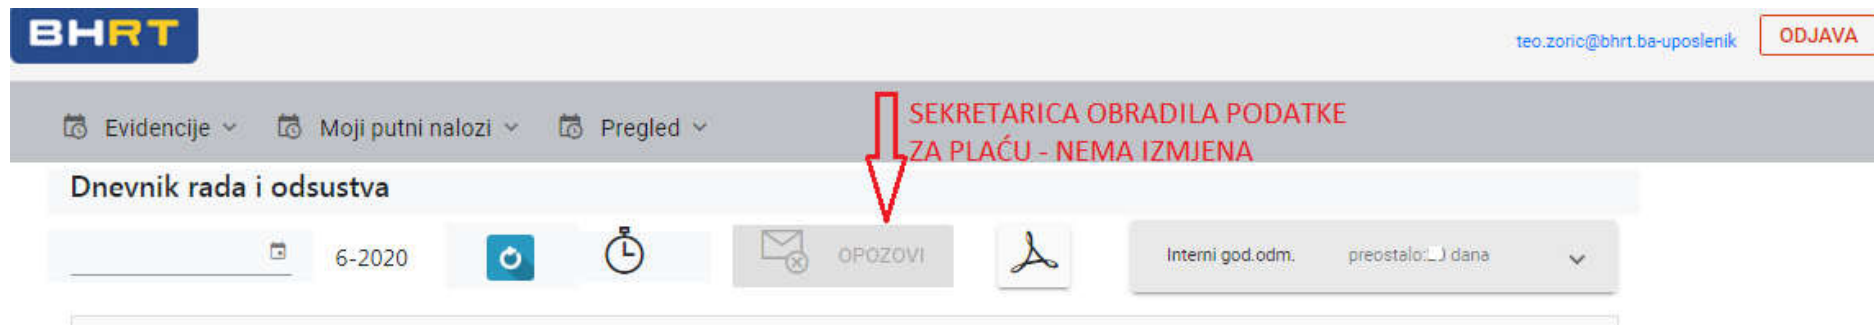 BHRT
teo.zoric@bhrt.ba-uposlenik
ODJAVA
Evidencije
Moji putni nalozi
Pregled
SEKRETARICA OBRADILA PODATKE
ZA PLAĆU - NEMA IZMJENA
Dnevnik rada i odsustva
6-2020
OPOZOVI
Interni god.odm.
preostalo: dana